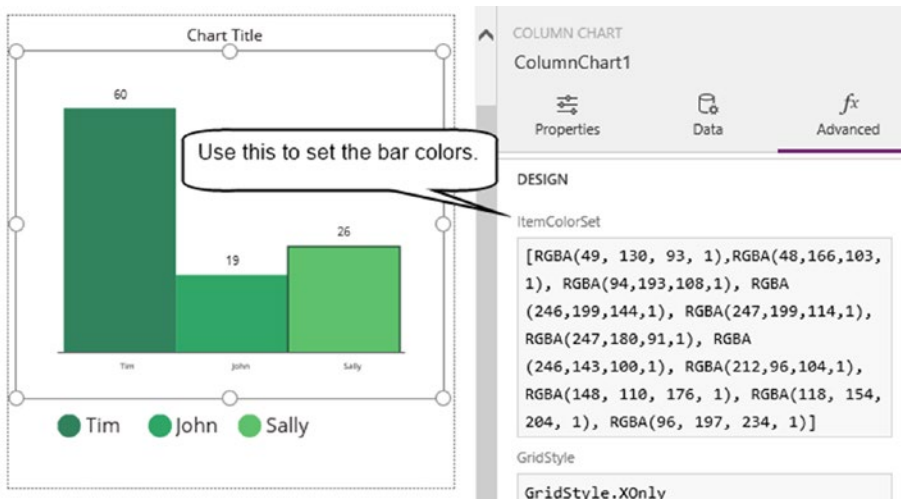 Chart Title
60
19
26
Tim
John
Sally
Tim
John
Sally
Use this to set the bar colors.
COLUMN CHART
ColumnChart1
Properties
Data
fx
Advanced
DESIGN
ItemColorSet
[RGBA(49, 130, 93, 1),RGBA(48,166,103,
1), RGBA(94,193,108,1), RGBA
(246,199,144,1), RGBA(247,199,114,1),
RGBA(247,180,91,1), RGBA
(246,143,100,1), RGBA(212,96,104,1),
RGBA(148, 110, 176, 1), RGBA(118, 154,
204, 1), RGBA(96, 197, 234, 1)]
GridStyle
GridStyle.XOnly